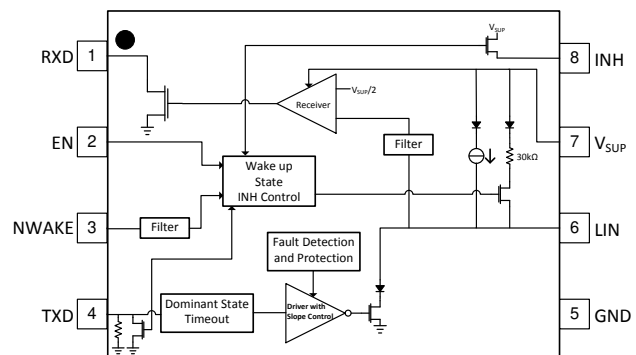 V_SUP
RXD
1
8
INH
V_SUP/2
Receiver
EN
2
7
V_SUP
Filter
30kΩ
Wake up
State
INH Control
NWAKE
3
Filter
6
LIN
Fault Detection
and Protection
TXD
4
Dominant State
Timeout
Driver with
Slope Control
5
GND